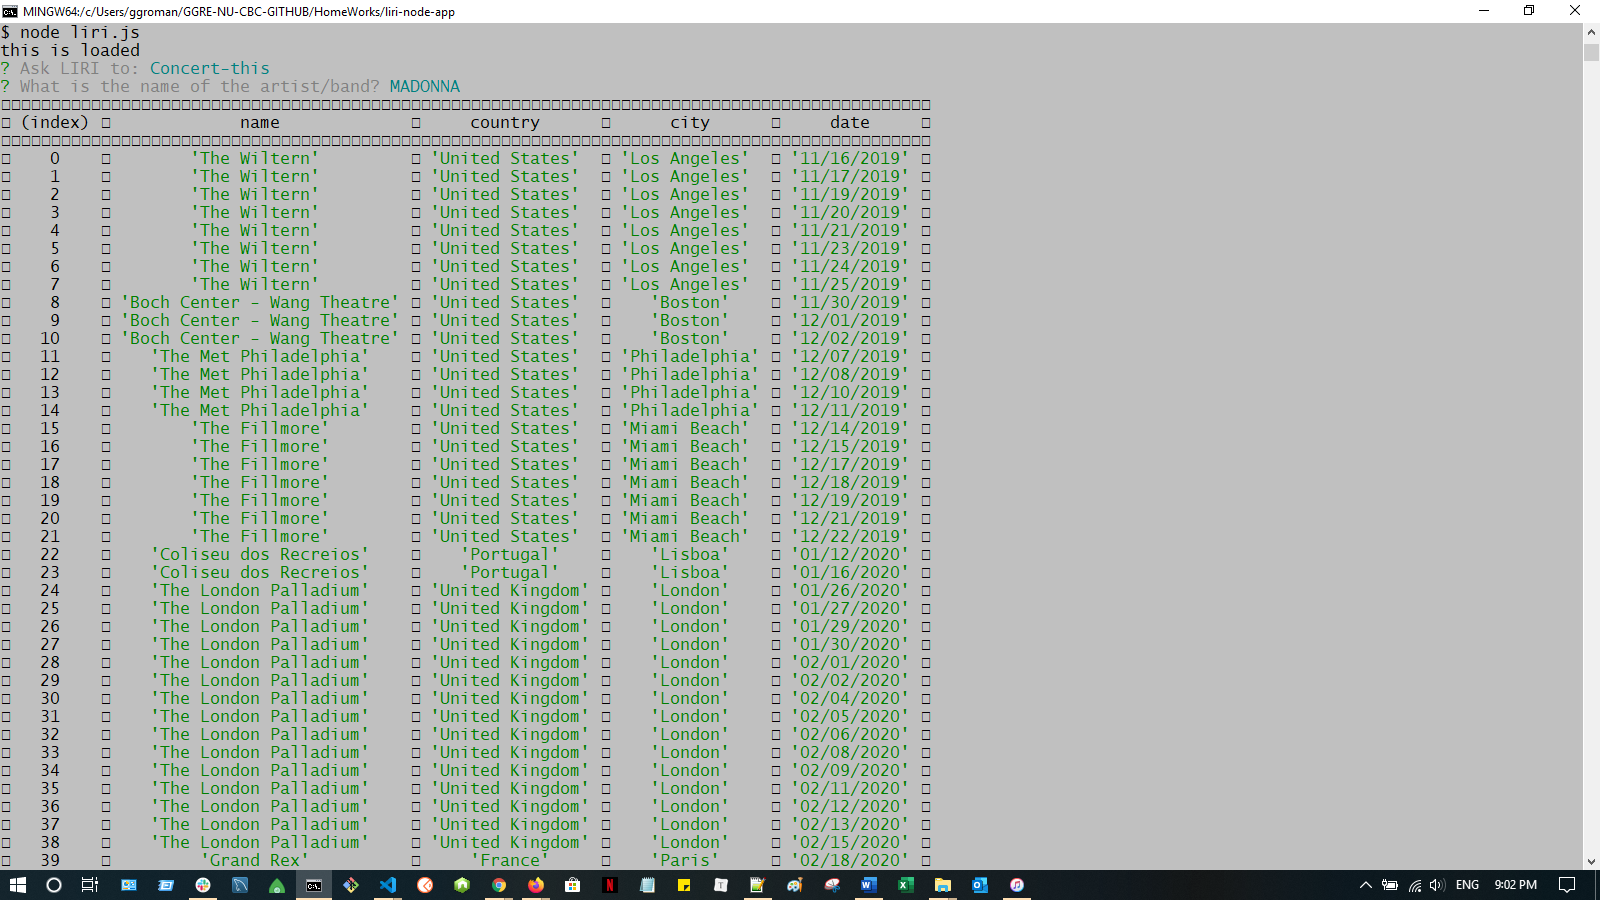 MINGW64:/c/Users/ggroman/GGRE-NU-CBC-GITHUB/HomeWorks/liri-node-app
$ node liri.js
this is loaded
? Ask LIRI to: Concert-this
? What is the name of the artist/band? MADONNA
(index) name country city date
0 'The Wiltern' 'United States' 'Los Angeles' '11/16/2019'
1 'The Wiltern' 'United States' 'Los Angeles' '11/17/2019'
2 'The Wiltern' 'United States' 'Los Angeles' '11/19/2019'
3 'The Wiltern' 'United States' 'Los Angeles' '11/20/2019'
4 'The Wiltern' 'United States' 'Los Angeles' '11/21/2019'
5 'The Wiltern' 'United States' 'Los Angeles' '11/23/2019'
6 'The Wiltern' 'United States' 'Los Angeles' '11/24/2019'
7 'The Wiltern' 'United States' 'Los Angeles' '11/25/2019'
8 'Boch Center - Wang Theatre' 'United States' 'Boston' '11/30/2019'
9 'Boch Center - Wang Theatre' 'United States' 'Boston' '12/01/2019'
10 'Boch Center - Wang Theatre' 'United States' 'Boston' '12/02/2019'
11 'The Met Philadelphia' 'United States' 'Philadelphia' '12/07/2019'
12 'The Met Philadelphia' 'United States' 'Philadelphia' '12/08/2019'
13 'The Met Philadelphia' 'United States' 'Philadelphia' '12/10/2019'
14 'The Met Philadelphia' 'United States' 'Philadelphia' '12/11/2019'
15 'The Fillmore' 'United States' 'Miami Beach' '12/14/2019'
16 'The Fillmore' 'United States' 'Miami Beach' '12/15/2019'
17 'The Fillmore' 'United States' 'Miami Beach' '12/17/2019'
18 'The Fillmore' 'United States' 'Miami Beach' '12/18/2019'
19 'The Fillmore' 'United States' 'Miami Beach' '12/19/2019'
20 'The Fillmore' 'United States' 'Miami Beach' '12/21/2019'
21 'The Fillmore' 'United States' 'Miami Beach' '12/22/2019'
22 'Coliseu dos Recreios' 'Portugal' 'Lisboa' '01/12/2020'
23 'Coliseu dos Recreios' 'Portugal' 'Lisboa' '01/16/2020'
24 'The London Palladium' 'United Kingdom' 'London' '01/26/2020'
25 'The London Palladium' 'United Kingdom' 'London' '01/27/2020'
26 'The London Palladium' 'United Kingdom' 'London' '01/29/2020'
27 'The London Palladium' 'United Kingdom' 'London' '01/30/2020'
28 'The London Palladium' 'United Kingdom' 'London' '02/01/2020'
29 'The London Palladium' 'United Kingdom' 'London' '02/02/2020'
30 'The London Palladium' 'United Kingdom' 'London' '02/04/2020'
31 'The London Palladium' 'United Kingdom' 'London' '02/05/2020'
32 'The London Palladium' 'United Kingdom' 'London' '02/06/2020'
33 'The London Palladium' 'United Kingdom' 'London' '02/08/2020'
34 'The London Palladium' 'United Kingdom' 'London' '02/09/2020'
35 'The London Palladium' 'United Kingdom' 'London' '02/11/2020'
36 'The London Palladium' 'United Kingdom' 'London' '02/12/2020'
37 'The London Palladium' 'United Kingdom' 'London' '02/13/2020'
38 'The London Palladium' 'United Kingdom' 'London' '02/15/2020'
39 'Grand Rex' 'France' 'Paris' '02/18/2020'
ENG 9:02 PM